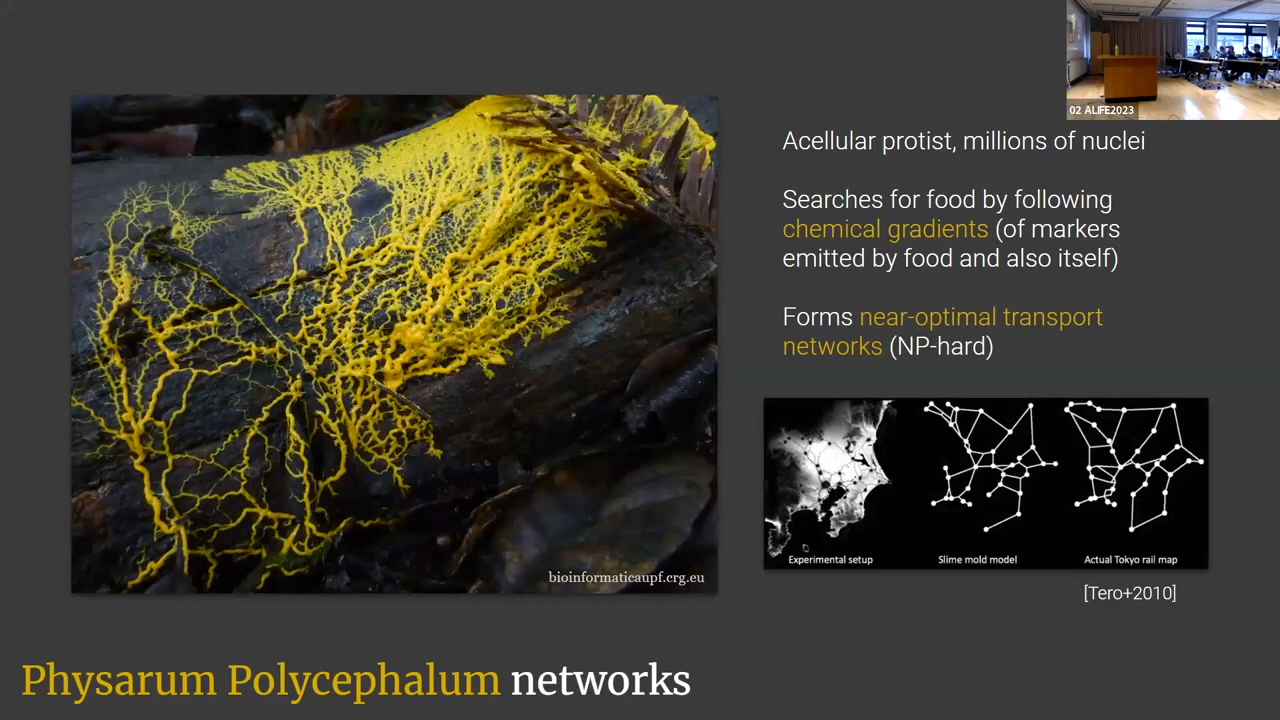 02 ALIFE2023
Acellular protist, millions of nuclei
Searches for food by following
chemical gradients (of markers
emitted by food and also itself)
Forms near-optimal transport
networks (NP-hard)
bioinformaticaupf.crg.eu
Experimental setup
Slime mold model
Actual Tokyo rail map
[Tero+2010]
Physarum Polycephalum networks